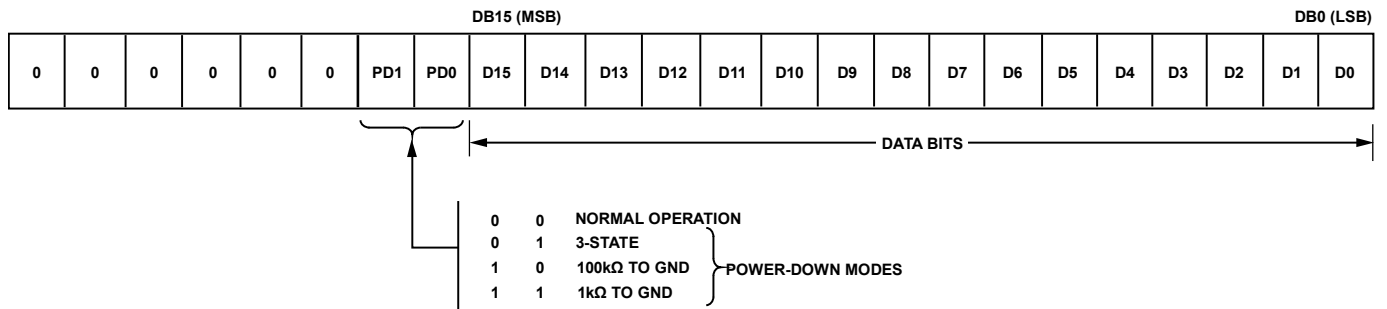 DB15 (MSB) DB0 (LSB)
0 0 0 0 0 0 PD1 PD0 D15 D14 D13 D12 D11 D10 D9 D8 D7 D6 D5 D4 D3 D2 D1 D0
DATA BITS
0 0 NORMAL OPERATION
0 1 3-STATE
1 0 100kΩ TO GND
POWER-DOWN MODES
1 1 1kΩ TO GND